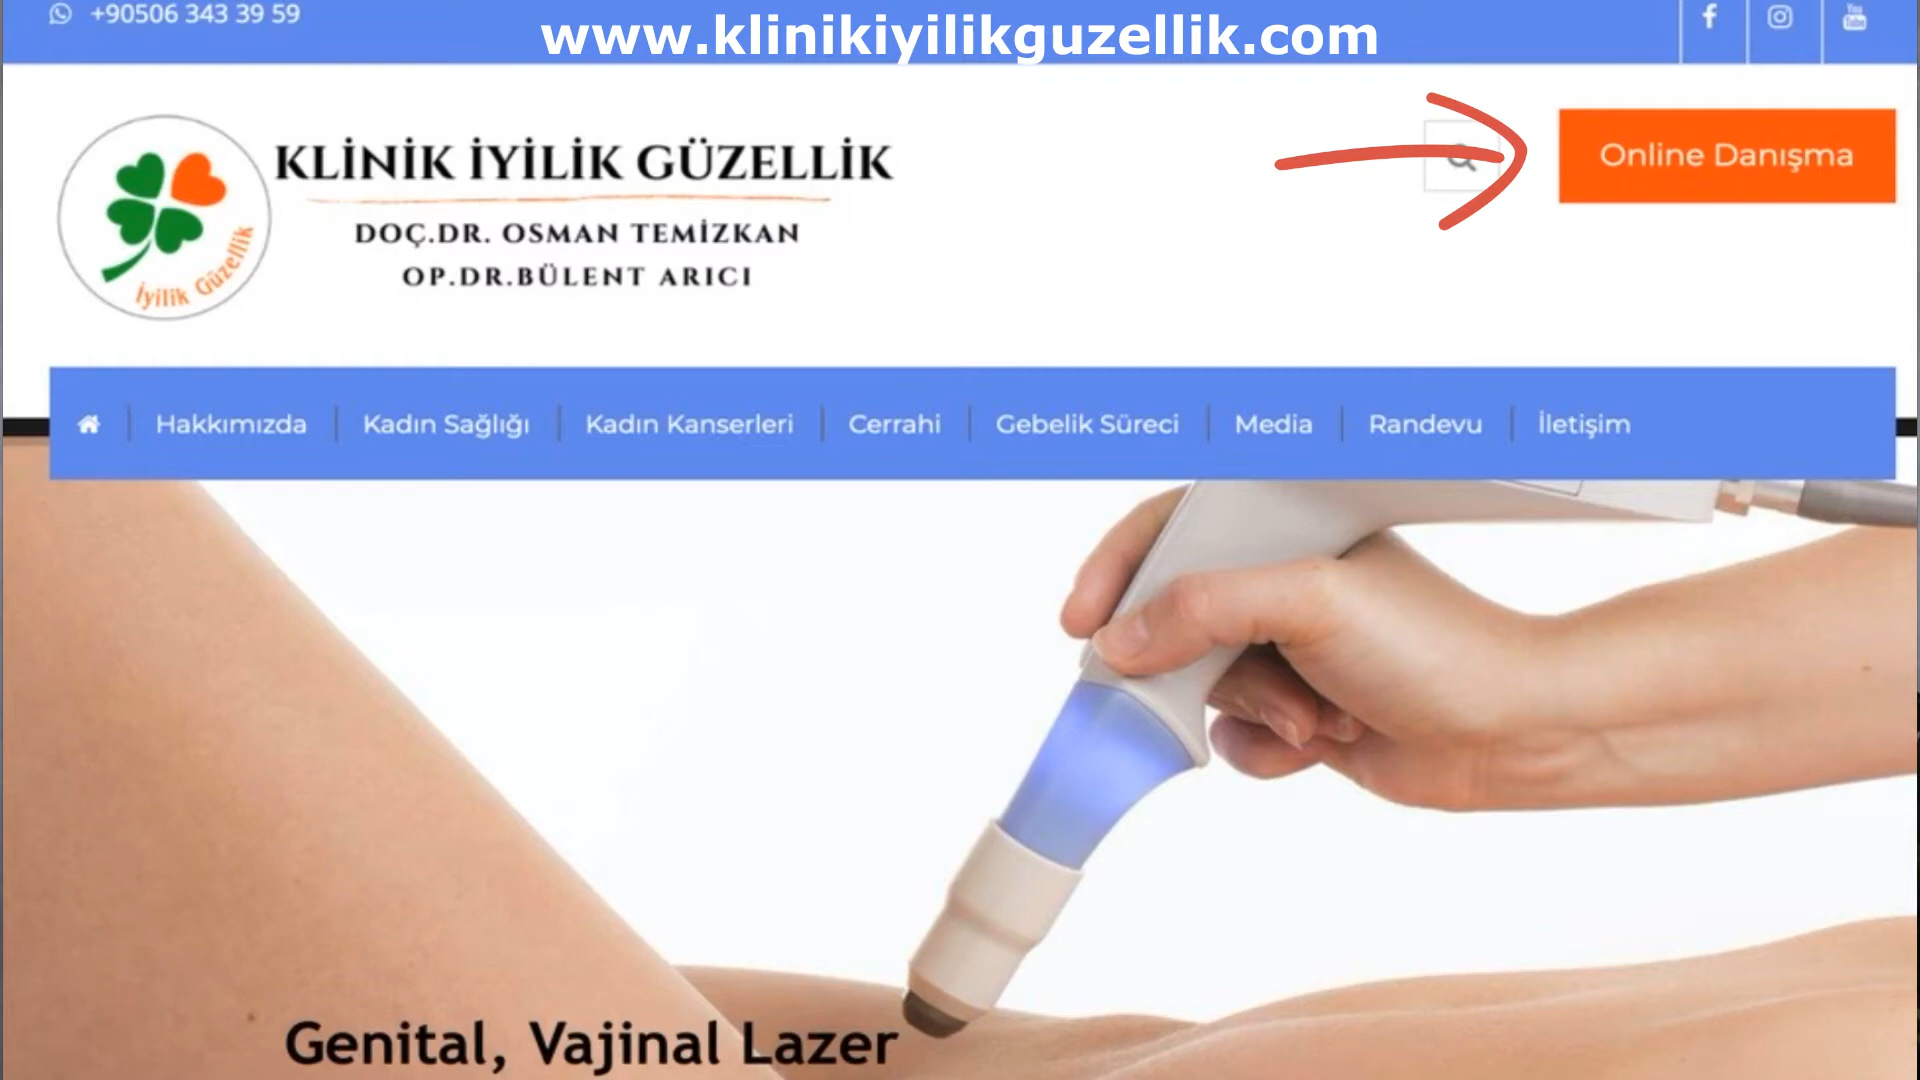 +90506 343 39 59
www.klinikiyilikguzellik.com
You
Tube
KLİNİK İYİLİK GÜZELLİK
DOÇ.DR. OSMAN TEMİZKAN
OP.DR.BÜLENT ARICI
İyilik Güzellik
Online Danışma
Hakkımızda
Kadın Sağlığı
Kadın Kanserleri
Cerrahi
Gebelik Süreci
Media
Randevu
İletişim
Genital, Vajinal Lazer